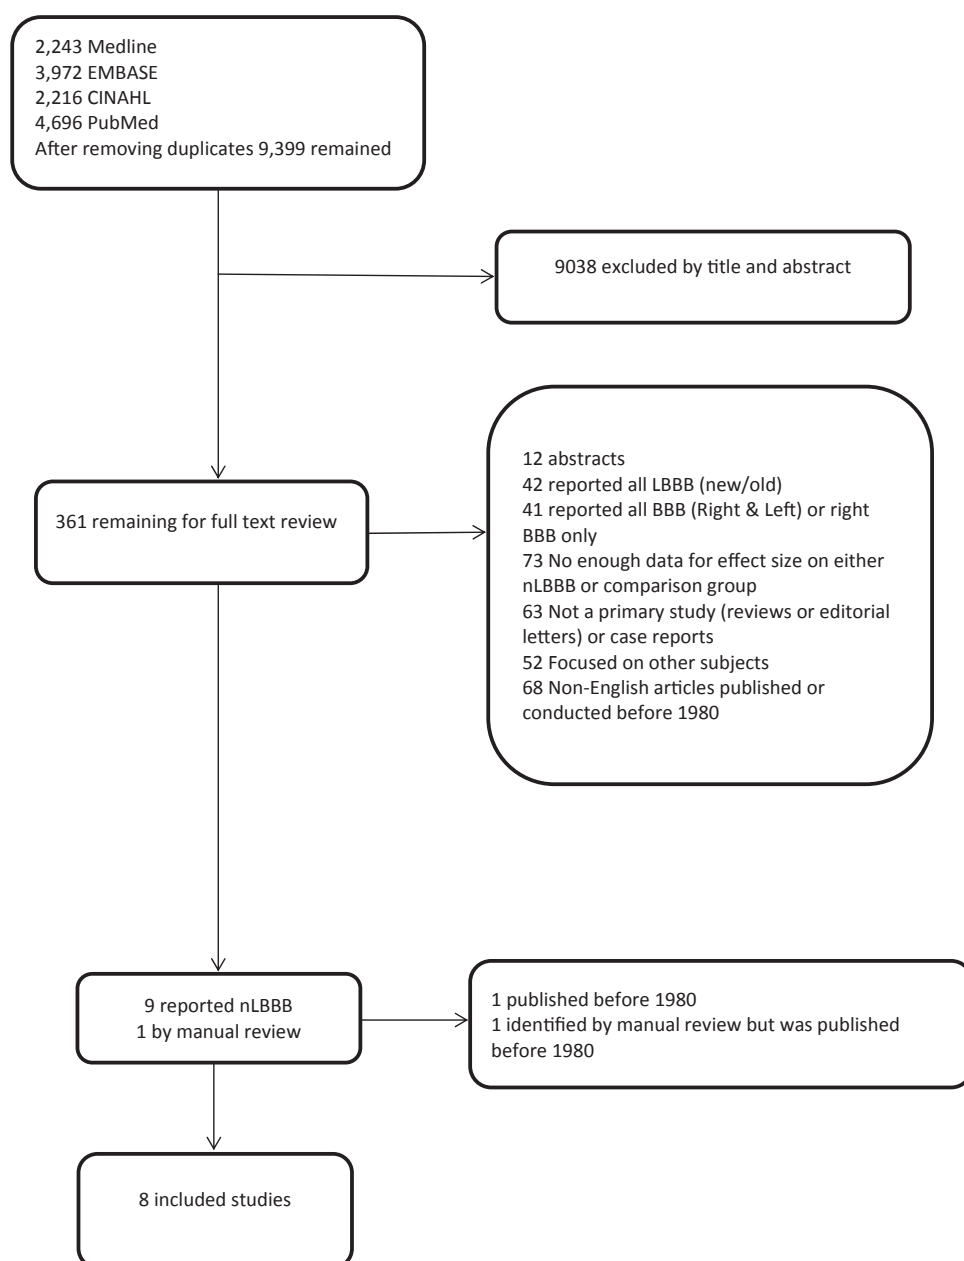 2,243 Medline
3,972 EMBASE
2,216 CINAHL
4,696 PubMed
After removing duplicates 9,399 remained
9038 excluded by title and abstract
361 remaining for full text review
12 abstracts
42 reported all LBBB (new/old)
41 reported all BBB (Right & Left) or right
BBB only
73 No enough data for effect size on either
nLBBB or comparison group
63 Not a primary study (reviews or editorial
letters) or case reports
52 Focused on other subjects
68 Non-English articles published or
conducted before 1980
9 reported nLBBB
1 by manual review
1 published before 1980
1 identified by manual review but was published
before 1980
8 included studies